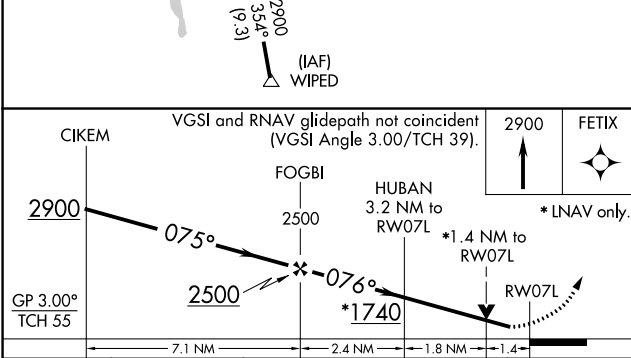 2900
354°
(9.3)
(IAF)
WIPED
VGSI and RNAV glidepath not coincident
(VGSI Angle 3.00/TCH 39).
2900
FETIX
CIKEM
FOGBI
2500
HUBAN
3.2 NM to
RW07L
* LNAV only.
*1.4 NM to
RW07L
2900
075°
2500
076°
*1740
RW07L
GP 3.00°
TCH 55
7.1 NM
2.4 NM
1.8 NM
1.4